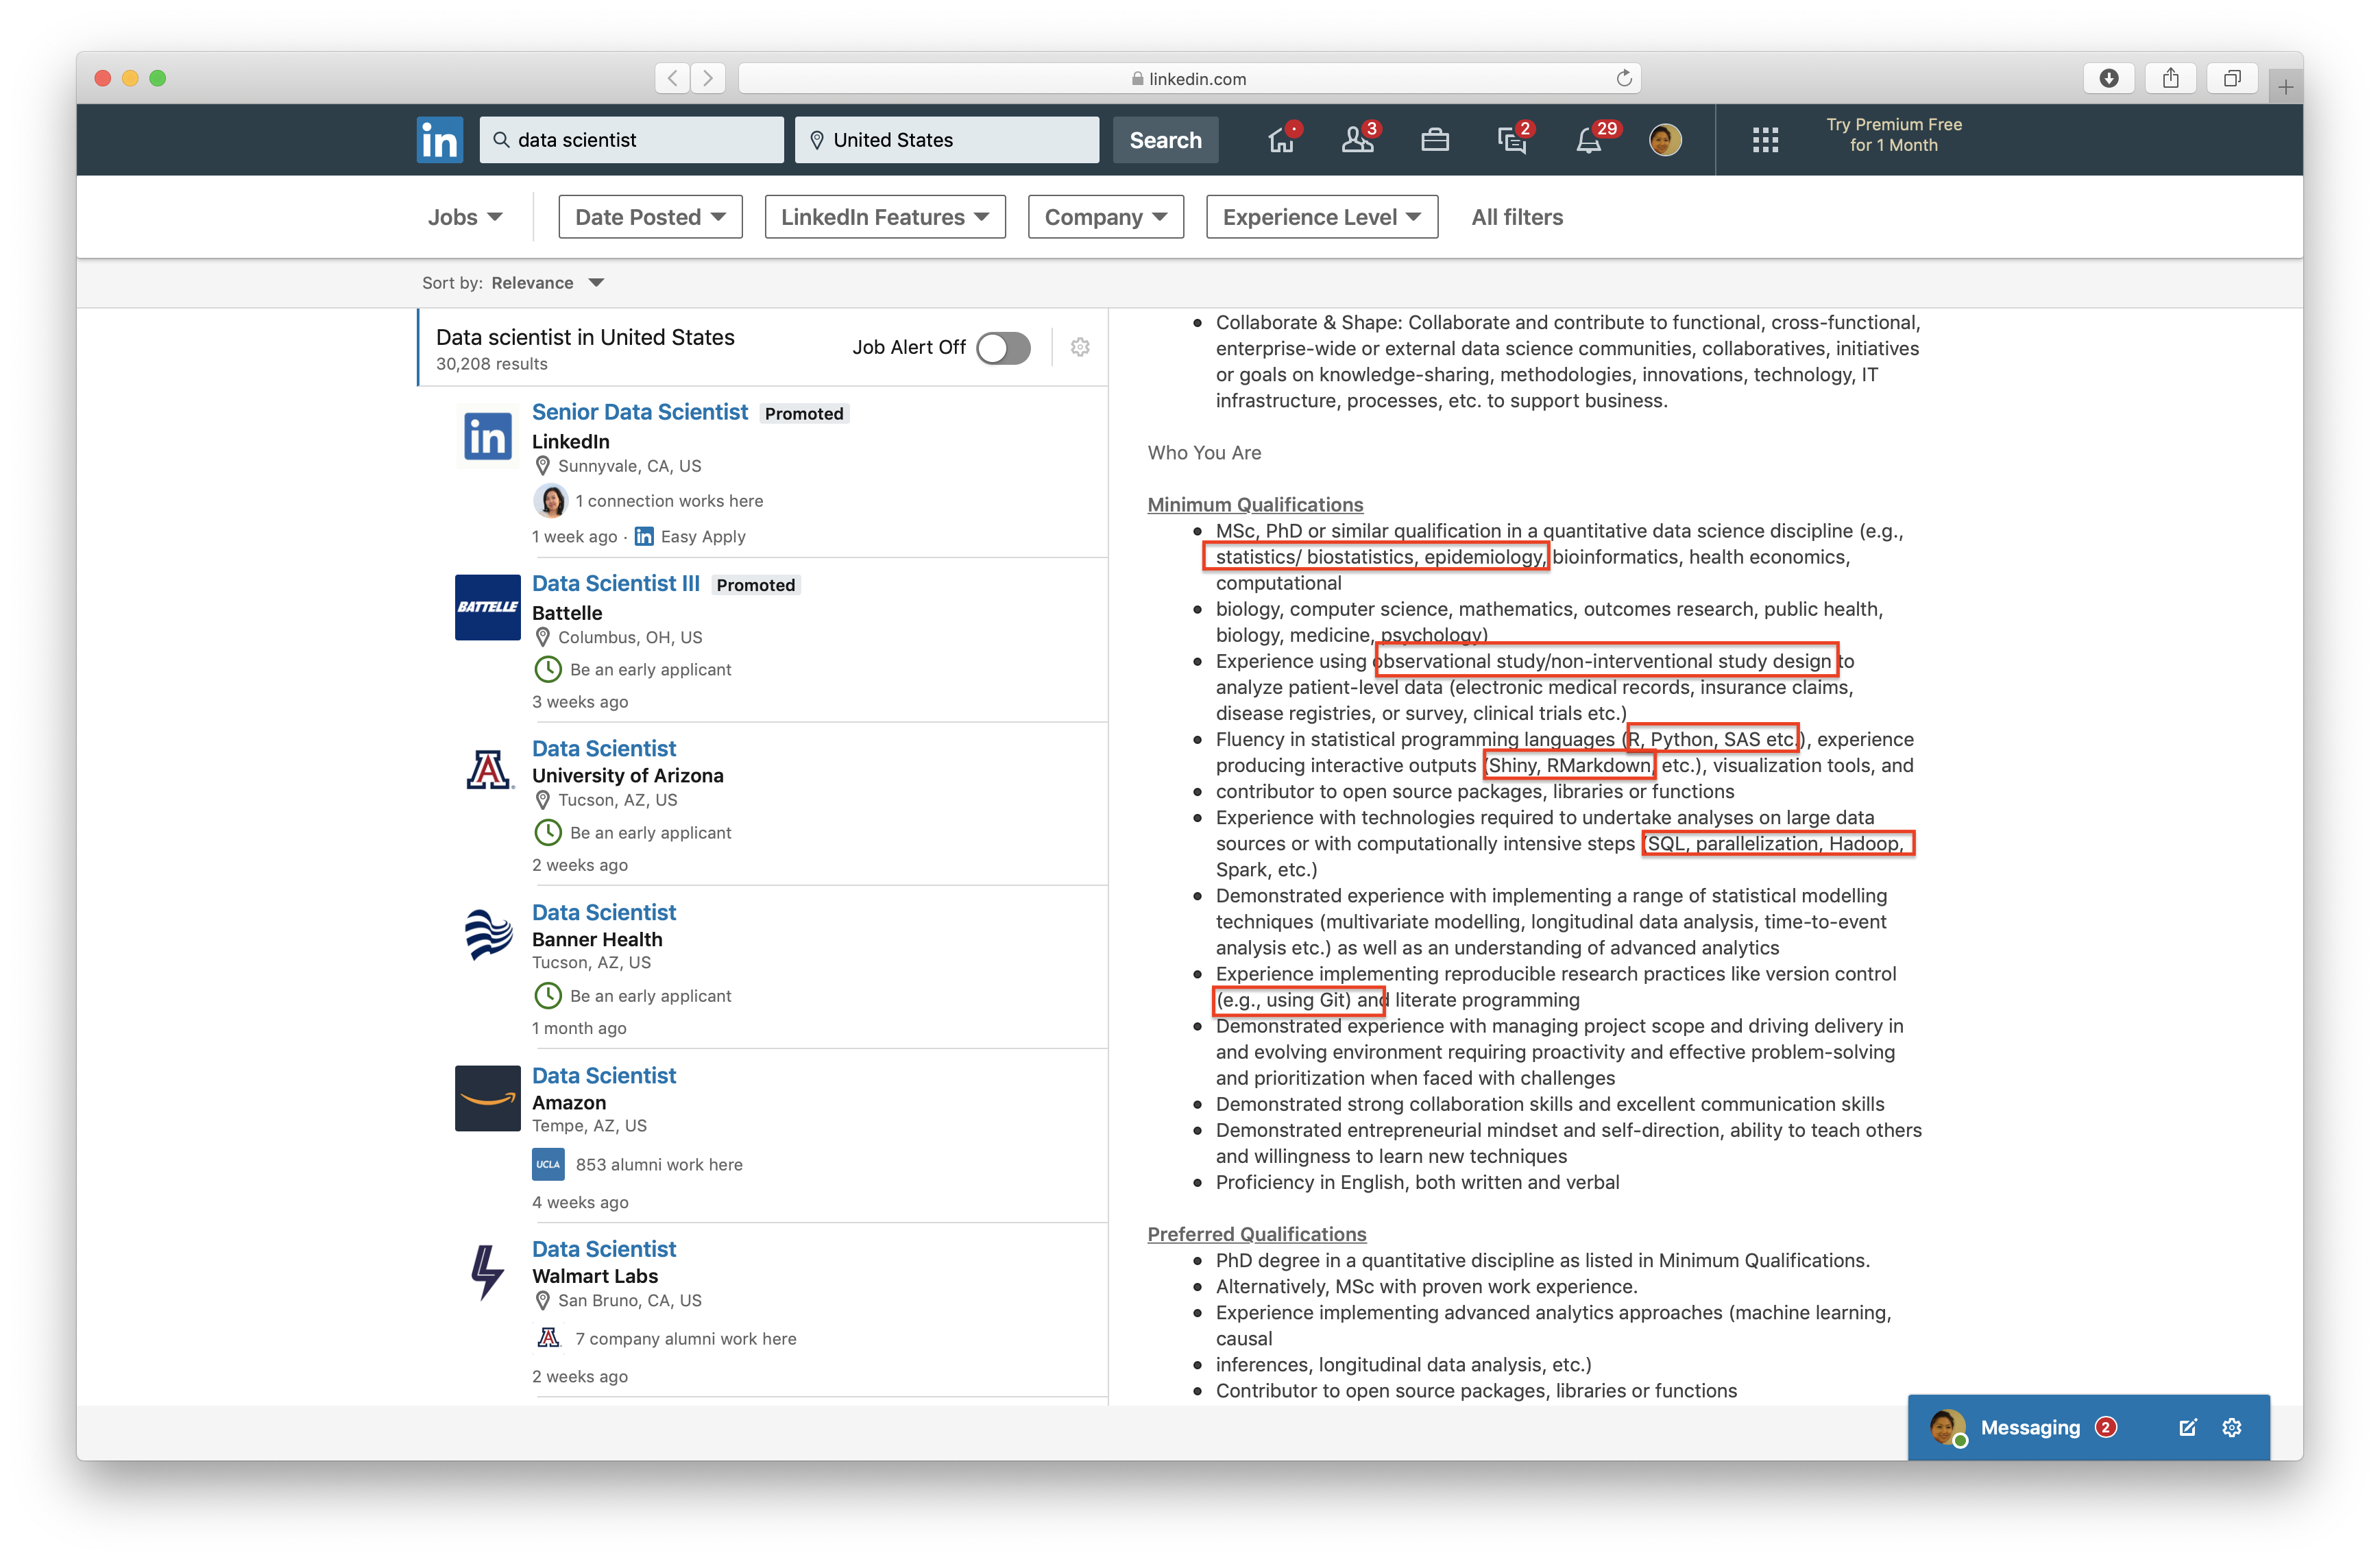 linkedin.com
in
data scientist
United States
Search
3
2
29
Try Premium Free
for 1 Month
Jobs
Date Posted
LinkedIn Features
Company
Experience Level
All filters
Sort by: Relevance
Data scientist in United States
30,208 results
Job Alert Off
in
Senior Data Scientist Promoted
LinkedIn
Sunnyvale, CA, US
1 connection works here
1 week ago · in Easy Apply
BATTELLE
Data Scientist III Promoted
Battelle
Columbus, OH, US
Be an early applicant
3 weeks ago
A
Data Scientist
University of Arizona
Tucson, AZ, US
Be an early applicant
2 weeks ago
Data Scientist
Banner Health
Tucson, AZ, US
Be an early applicant
1 month ago
Data Scientist
Amazon
Tempe, AZ, US
UCLA 853 alumni work here
4 weeks ago
Data Scientist
Walmart Labs
San Bruno, CA, US
A 7 company alumni work here
2 weeks ago
• Collaborate & Shape: Collaborate and contribute to functional, cross-functional,
enterprise-wide or external data science communities, collaboratives, initiatives
or goals on knowledge-sharing, methodologies, innovations, technology, IT
infrastructure, processes, etc. to support business.
Who You Are
Minimum Qualifications
• MSc, PhD or similar qualification in a quantitative data science discipline (e.g.,
statistics/ biostatistics, epidemiology, bioinformatics, health economics,
computational
• biology, computer science, mathematics, outcomes research, public health,
biology, medicine, psychology)
• Experience using observational study/non-interventional study design to
analyze patient-level data (electronic medical records, insurance claims,
disease registries, or survey, clinical trials etc.)
• Fluency in statistical programming languages (R, Python, SAS etc.), experience
producing interactive outputs (Shiny, RMarkdown, etc.), visualization tools, and
• contributor to open source packages, libraries or functions
• Experience with technologies required to undertake analyses on large data
sources or with computationally intensive steps (SQL, parallelization, Hadoop,
Spark, etc.)
• Demonstrated experience with implementing a range of statistical modelling
techniques (multivariate modelling, longitudinal data analysis, time-to-event
analysis etc.) as well as an understanding of advanced analytics
• Experience implementing reproducible research practices like version control
(e.g., using Git) and literate programming
• Demonstrated experience with managing project scope and driving delivery in
and evolving environment requiring proactivity and effective problem-solving
and prioritization when faced with challenges
• Demonstrated strong collaboration skills and excellent communication skills
• Demonstrated entrepreneurial mindset and self-direction, ability to teach others
and willingness to learn new techniques
• Proficiency in English, both written and verbal
Preferred Qualifications
• PhD degree in a quantitative discipline as listed in Minimum Qualifications.
• Alternatively, MSc with proven work experience.
• Experience implementing advanced analytics approaches (machine learning,
causal
• inferences, longitudinal data analysis, etc.)
• Contributor to open source packages, libraries or functions
Messaging 2